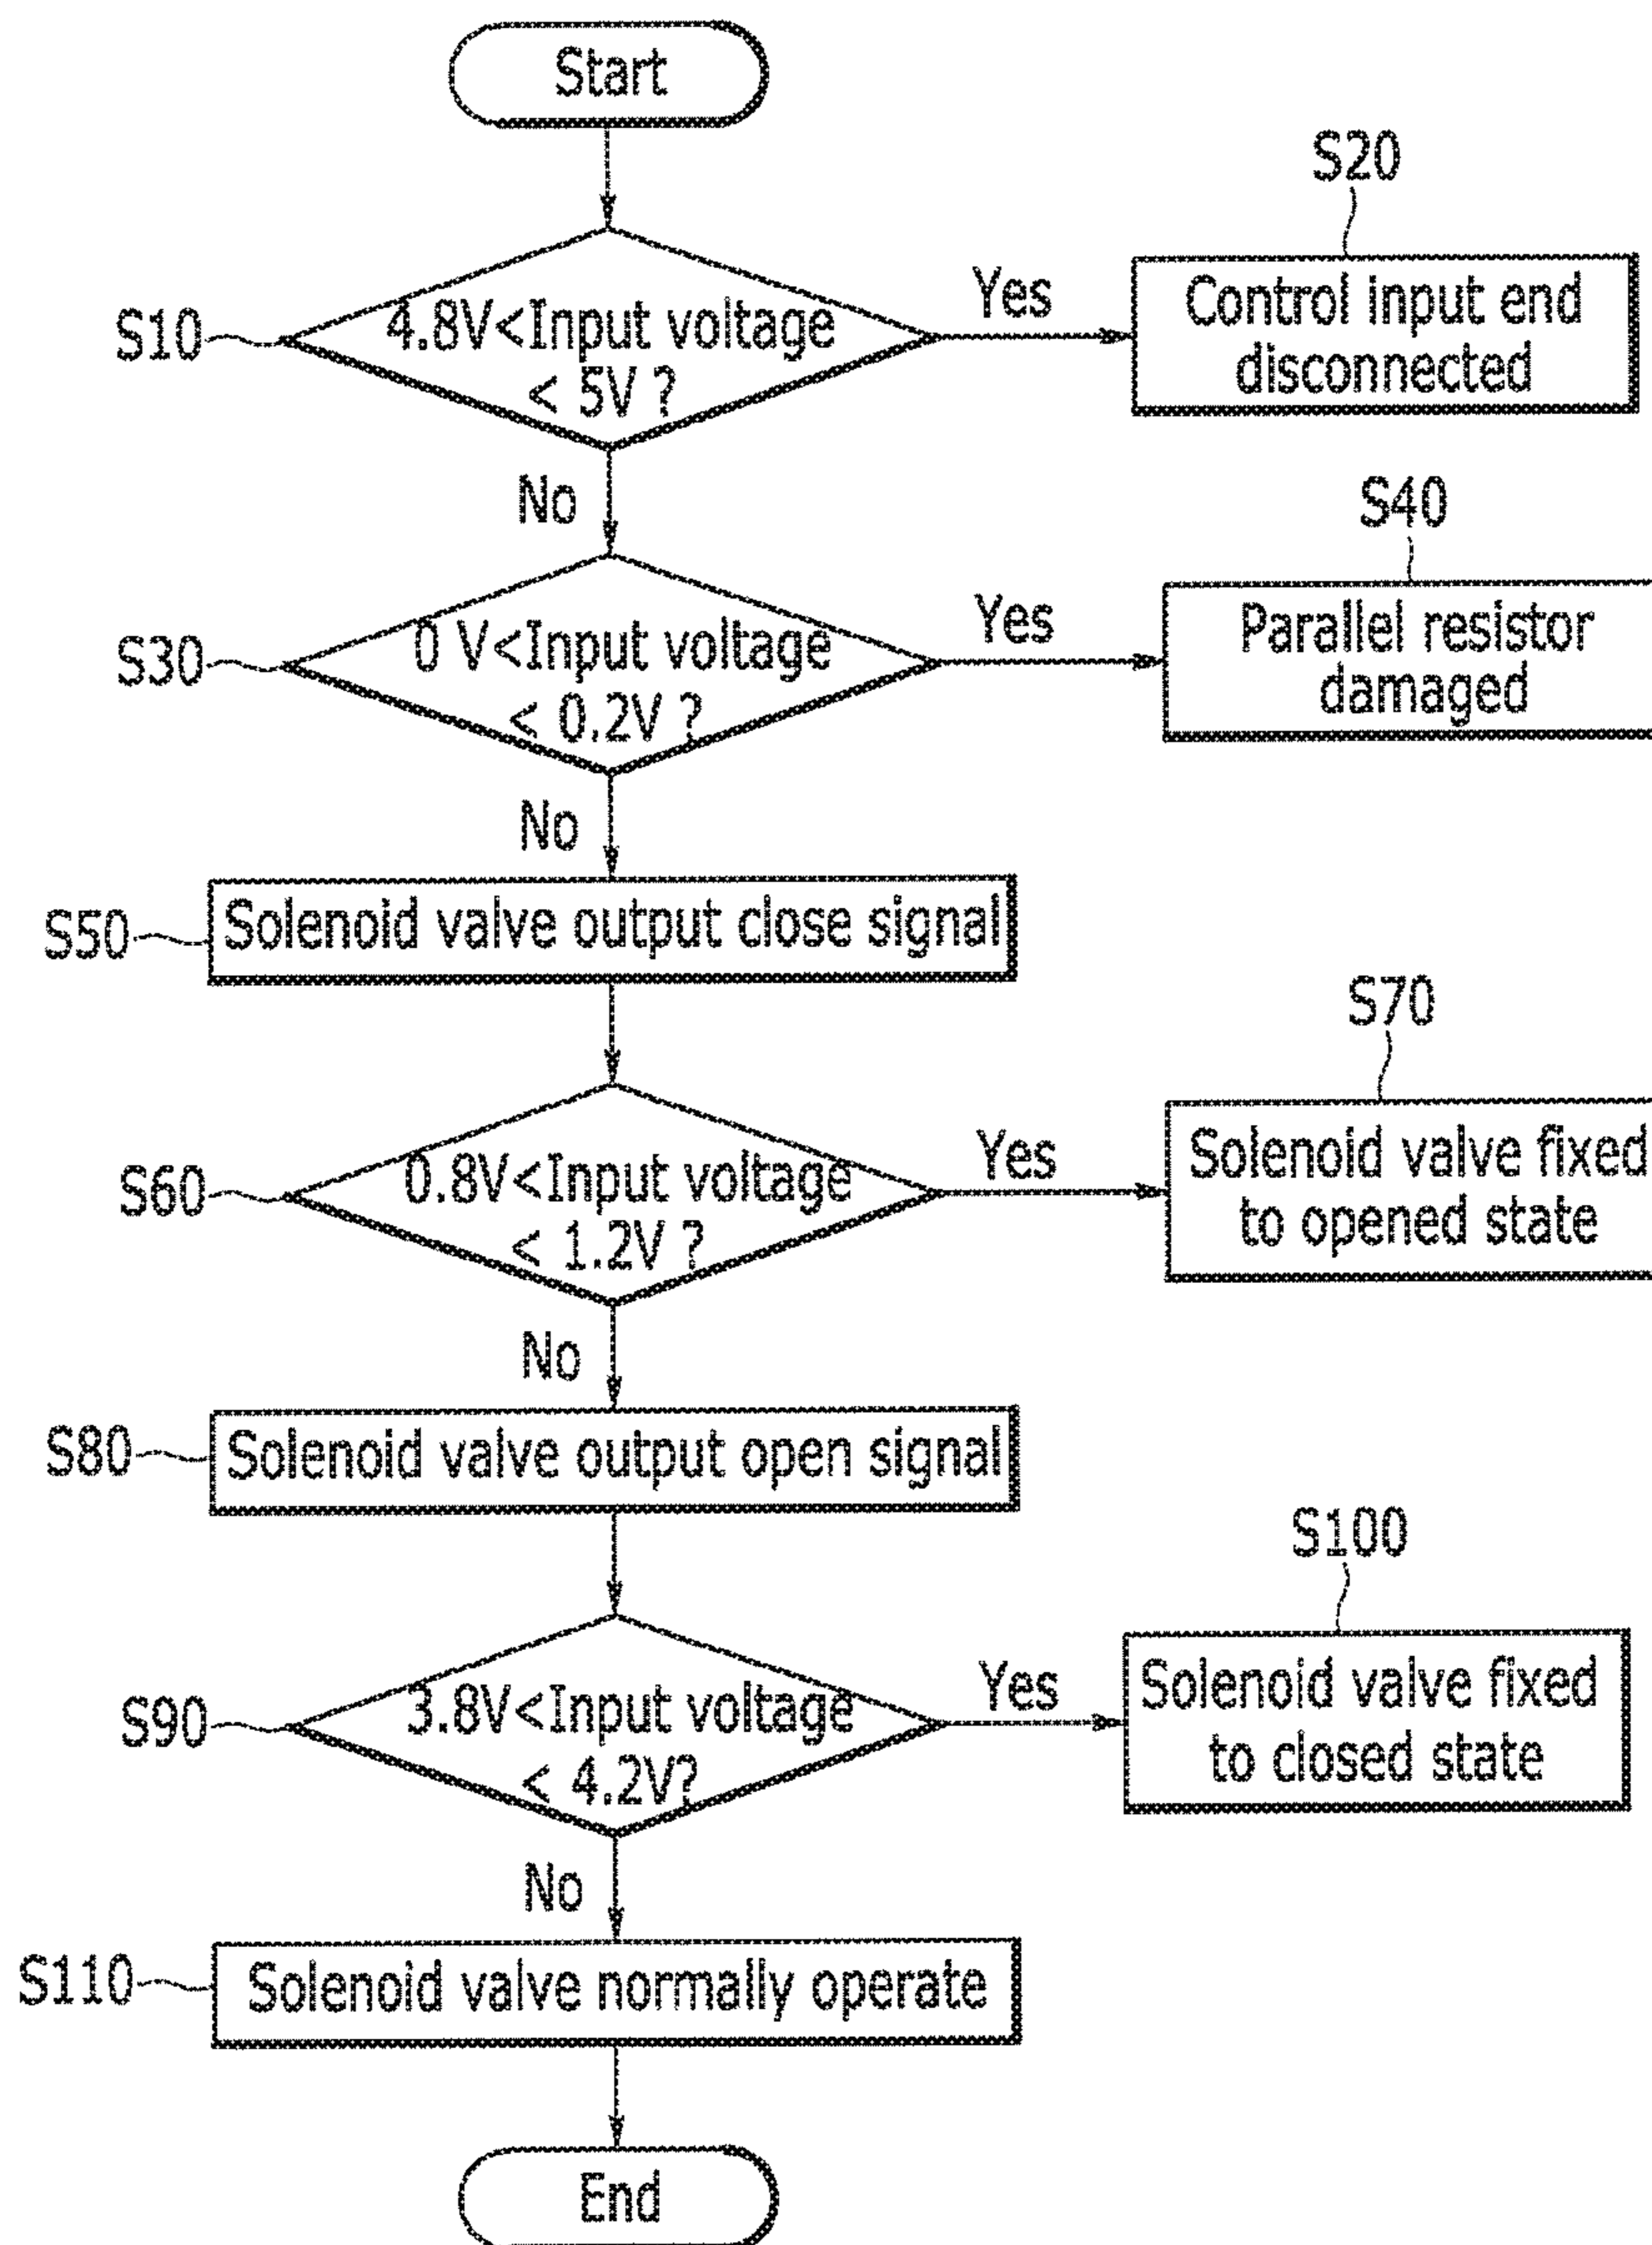 Start
S20
S10
4.8V<Input voltage
< 5V ?
Yes
Control input end
disconnected
No
S40
S30
0 V<Input voltage
< 0.2V ?
Yes
Parallel resistor
damaged
No
S50
Solenoid valve output close signal
S70
S60
0.8V<Input voltage
< 1.2V ?
Yes
Solenoid valve fixed
to opened state
No
S80
Solenoid valve output open signal
S100
S90
3.8V<Input voltage
< 4.2V?
Yes
Solenoid valve fixed
to closed state
No
S110
Solenoid valve normally operate
End